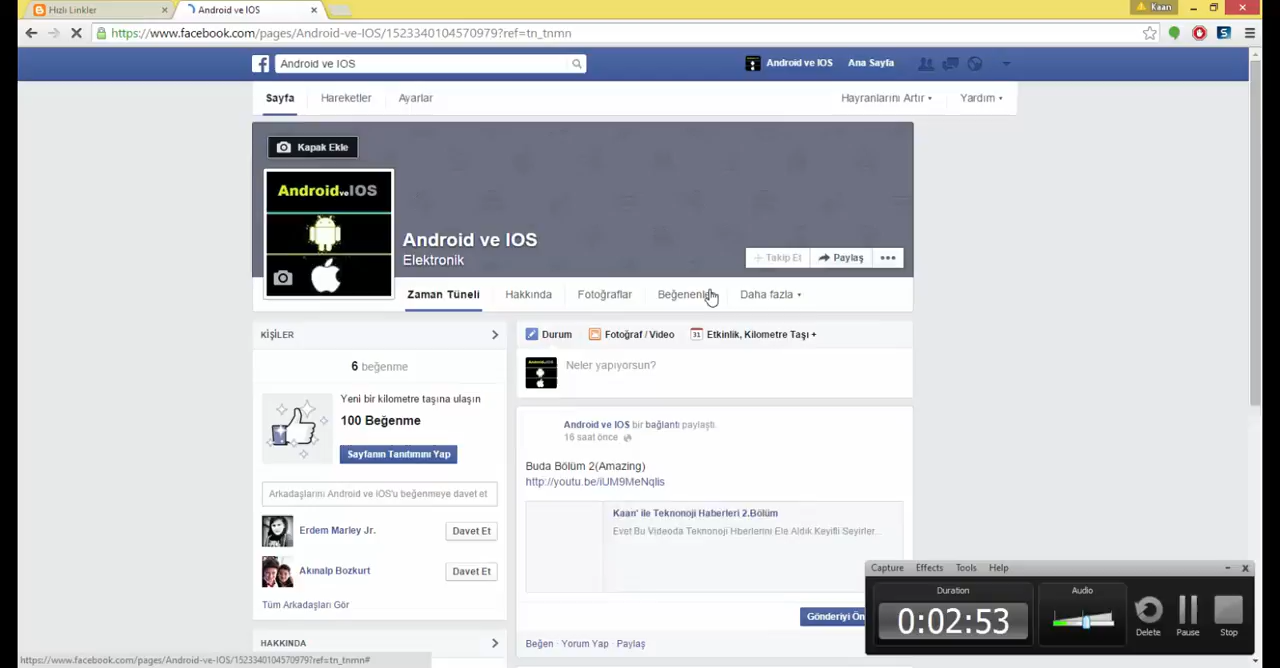 Hızlı Linkler
Android ve IOS
Kaan
https://www.facebook.com/pages/Android-ve-IOS/1523340104570979?ref=tn_tnmn
Android ve IOS
Android ve IOS
Ana Sayfa
Sayfa
Hareketler
Ayarlar
Hayranlarını Artır
Yardım
Kapak Ekle
Android ve IOS
Android ve IOS
Elektronik
+ Takip Et
Paylaş
Zaman Tüneli
Hakkında
Fotoğraflar
Daha fazla
KİŞİLER
6 beğenme
Yeni bir kilometre taşına ulaşın
100 Beğenme
Sayfanın Tanıtımını Yap
Arkadaşlarını Android ve iOS'u beğenmeye davet et
Erdem Marley Jr.
Davet Et
Akınalp Bozkurt
Davet Et
Tüm Arkadaşları Gör
HAKKINDA
Durum
Fotoğraf / Video
31 Etkinlik, Kilometre Taşı +
Neler yapıyorsun?
Android ve IOS bir bağlantı paylaştı.
16 saat önce
Buda Bölüm 2(Amazing)
http://youtu.be/iUM9MeNqlis
Kaan' ile Teknonoji Haberleri 2.Bölüm
Evet Bu Videoda Teknonoji Hberlerini Ele Aldık Keyifli Seyirler...
Gönderiyi Ön
Beğen · Yorum Yap · Paylaş
Capture
Effects
Tools
Help
Duration
0:02:53
Audio
Delete
Pause
Stop
https://www.facebook.com/pages/Android-ve-IOS/1523340104570979?ref=tn_tnmn#